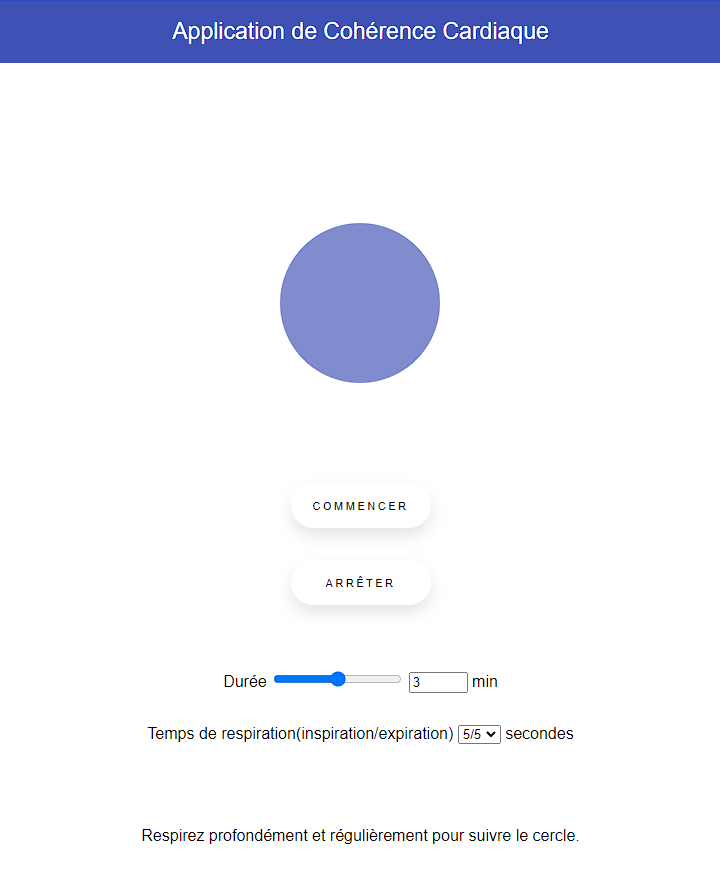 Application de Cohérence Cardiaque
COMMENCER
ARRÊTER
Durée 3 min
Temps de respiration(inspiration/expiration) 5/5 secondes
Respirez profondément et régulièrement pour suivre le cercle.